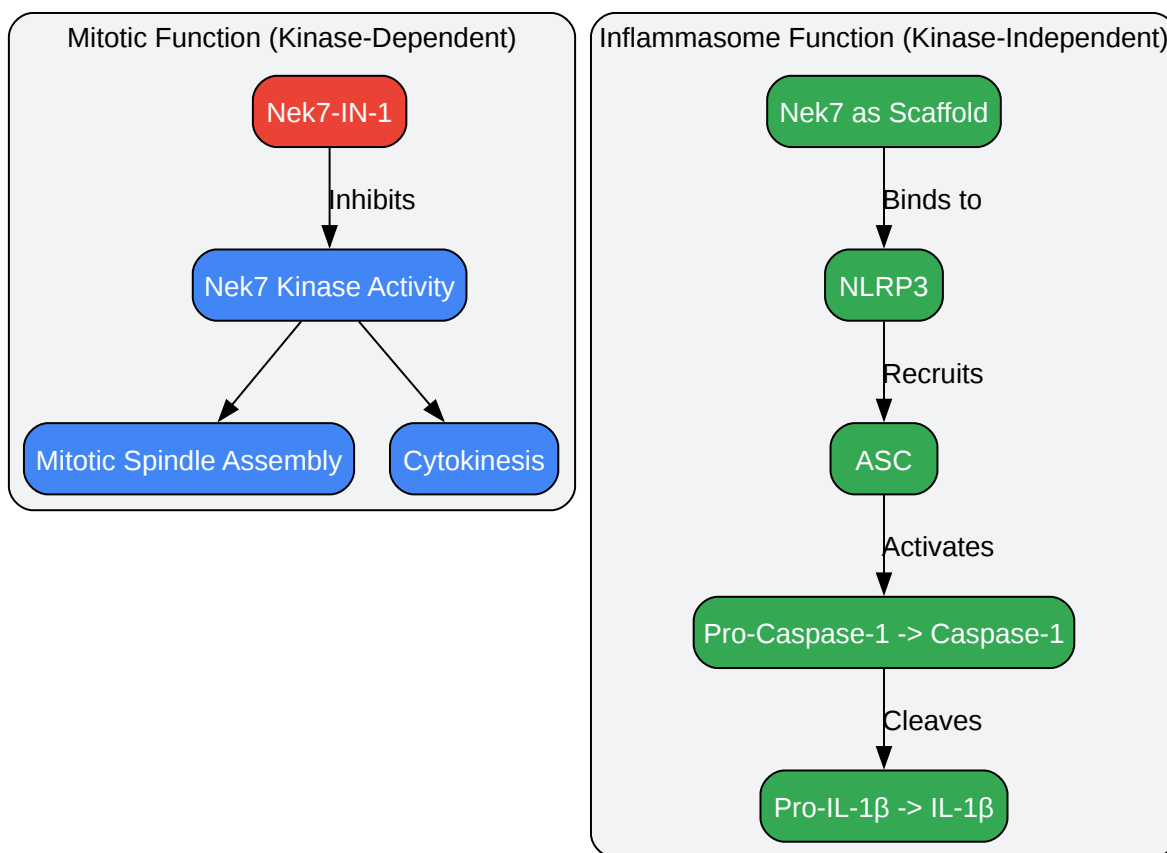 Mitotic Function (Kinase-Dependent)
Nek7-IN-1
Inhibits
Nek7 Kinase Activity
Mitotic Spindle Assembly
Cytokinesis
Inflammasome Function (Kinase-Independent)
Nek7 as Scaffold
Binds to
NLRP3
Recruits
ASC
Activates
Pro-Caspase-1 -> Caspase-1
Cleaves
Pro-IL-1β -> IL-1β